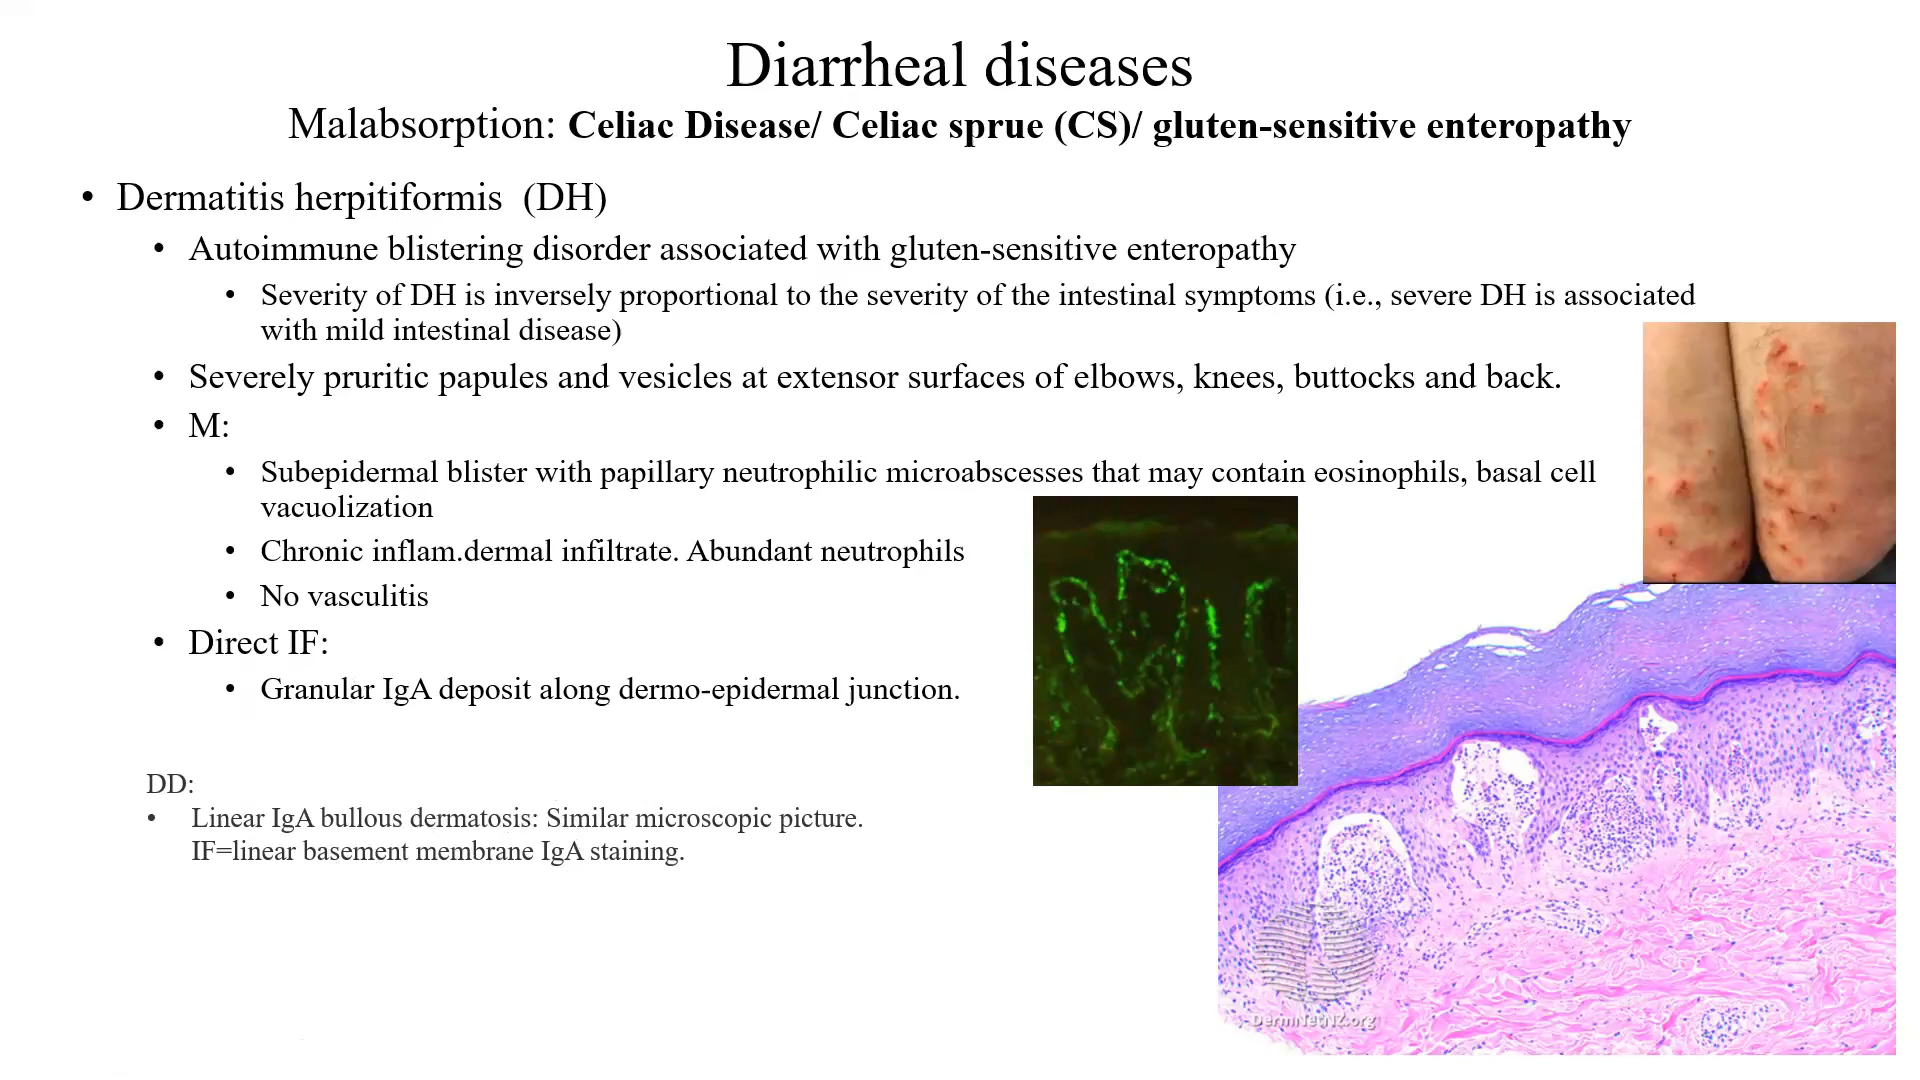 Diarrheal diseases
Malabsorption: Celiac Disease/ Celiac sprue (CS)/ gluten-sensitive enteropathy
• Dermatitis herpitiformis (DH)
• Autoimmune blistering disorder associated with gluten-sensitive enteropathy
• Severity of DH is inversely proportional to the severity of the intestinal symptoms (i.e., severe DH is associated
with mild intestinal disease)
• Severely pruritic papules and vesicles at extensor surfaces of elbows, knees, buttocks and back.
• M:
• Subepidermal blister with papillary neutrophilic microabscesses that may contain eosinophils, basal cell
vacuolization
• Chronic inflam.dermal infiltrate. Abundant neutrophils
• No vasculitis
• Direct IF:
• Granular IgA deposit along dermo-epidermal junction.
DD:
• Linear IgA bullous dermatosis: Similar microscopic picture.
IF=linear basement membrane IgA staining.
DermNetNZ.org